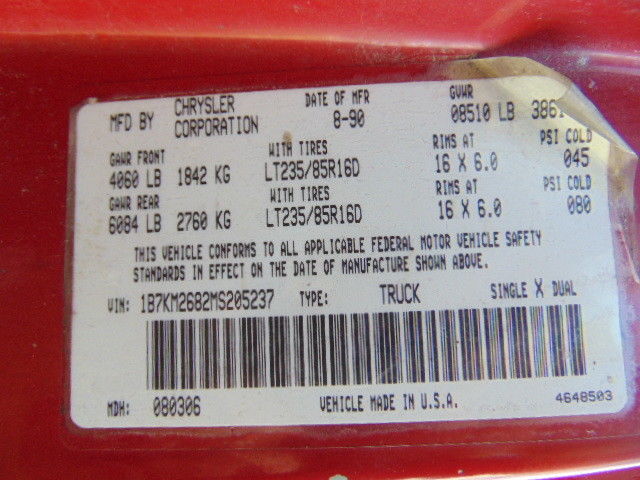 MFD BY CHRYSLER CORPORATION DATE OF MFR 8-90 GVWR 08510 LB 3861
GAWR FRONT WITH TIRES RIMS AT PSI COLD
4060 LB 1842 KG LT235/85R16D 16 X 6.0 045
GAWR REAR WITH TIRES RIMS AT PSI COLD
6084 LB 2760 KG LT235/85R16D 16 X 6.0 080
THIS VEHICLE CONFORMS TO ALL APPLICABLE FEDERAL MOTOR VEHICLE SAFETY
STANDARDS IN EFFECT ON THE DATE OF MANUFACTURE SHOWN ABOVE.
VIN: 1B7KM2682MS205237 TYPE: TRUCK SINGLE X DUAL
MDH: 080306 VEHICLE MADE IN U.S.A. 4648503